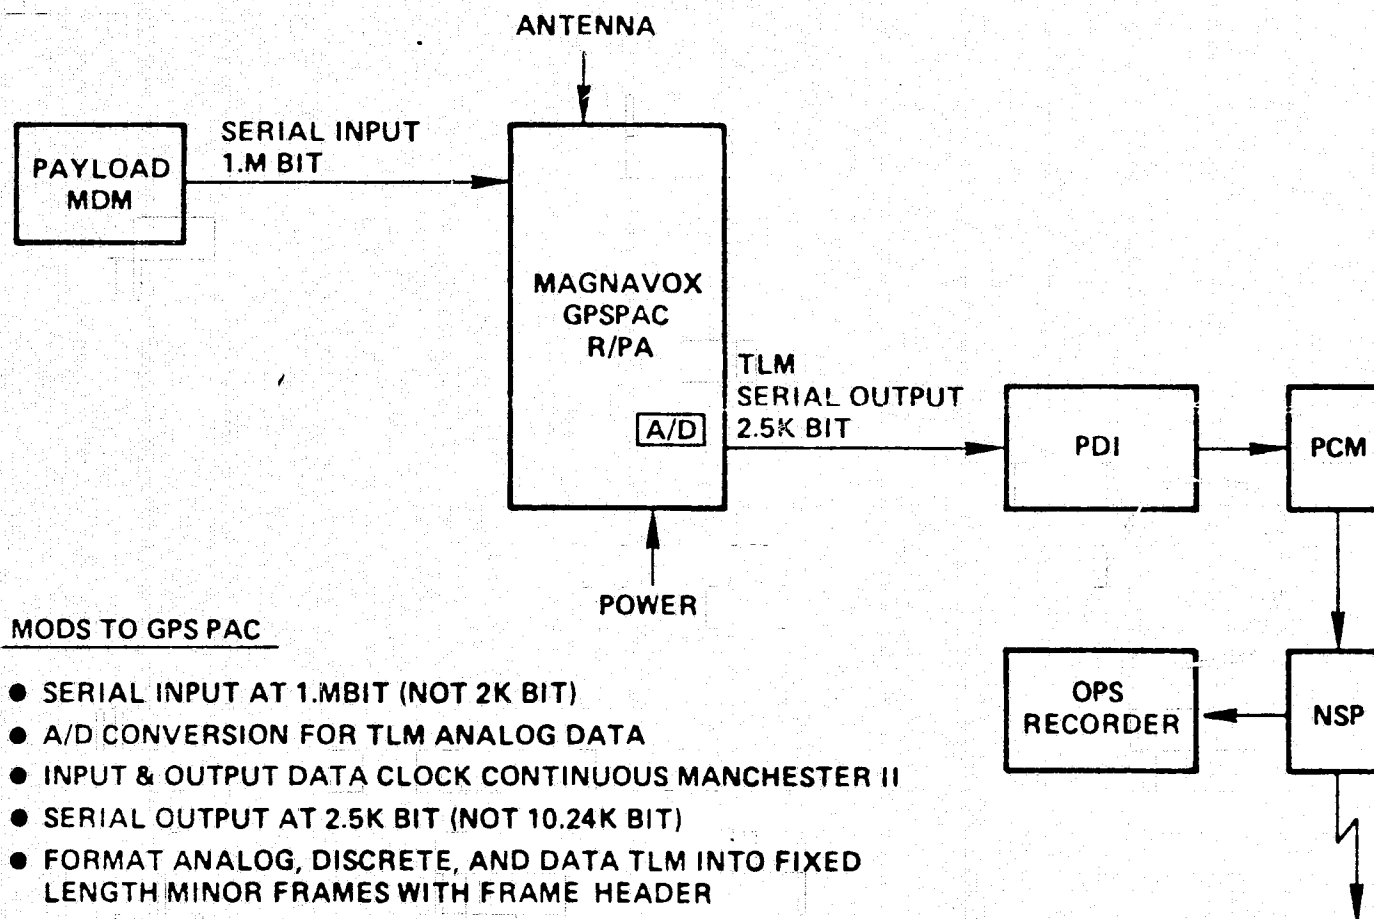 ANTENNA
SERIAL INPUT
1.M BIT
PAYLOAD
MDM
MAGNAVOX
GPSPAC
R/PA
A/D
TLM
SERIAL OUTPUT
2.5K BIT
PDI
PCM
POWER
OPS
RECORDER
NSP
MODS TO GPS PAC
● SERIAL INPUT AT 1.MBIT (NOT 2K BIT)
● A/D CONVERSION FOR TLM ANALOG DATA
● INPUT & OUTPUT DATA CLOCK CONTINUOUS MANCHESTER II
● SERIAL OUTPUT AT 2.5K BIT (NOT 10.24K BIT)
● FORMAT ANALOG, DISCRETE, AND DATA TLM INTO FIXED
LENGTH MINOR FRAMES WITH FRAME HEADER